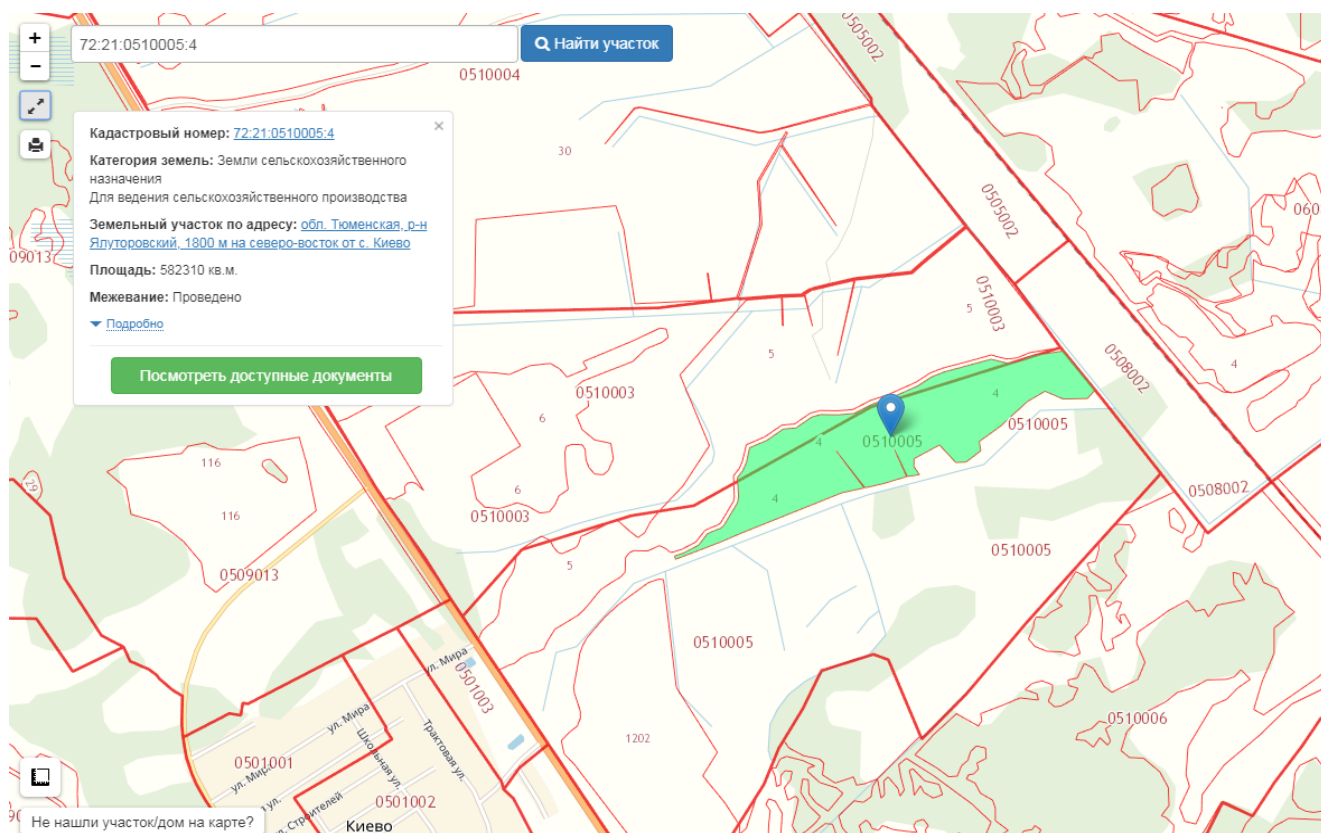 +
−
72:21:0510005:4
Найти участок
Кадастровый номер: 72:21:0510005:4
×
Категория земель: Земли сельскохозяйственного
назначения
Для ведения сельскохозяйственного производства
Земельный участок по адресу: обл. Тюменская, р-н
Ялуторовский, 1800 м на северо-восток от с. Киево
Площадь: 582310 кв.м.
Межевание: Проведено
Подробно
Посмотреть доступные документы
0510004
0505002
30
0505002
09013
5
0510003
5
0508002
4
0510003
6
4
0510005
4
0510005
116
29
6
4
0508002
0510003
116
0510005
5
0509013
0510005
ул. Мира
0501003
0510006
ул. Мира
1202
Школьная ул.
Трактовая ул.
0501001
ул. Мира
0501002
ул. Строителей
Киево
Не нашли участок/дом на карте?